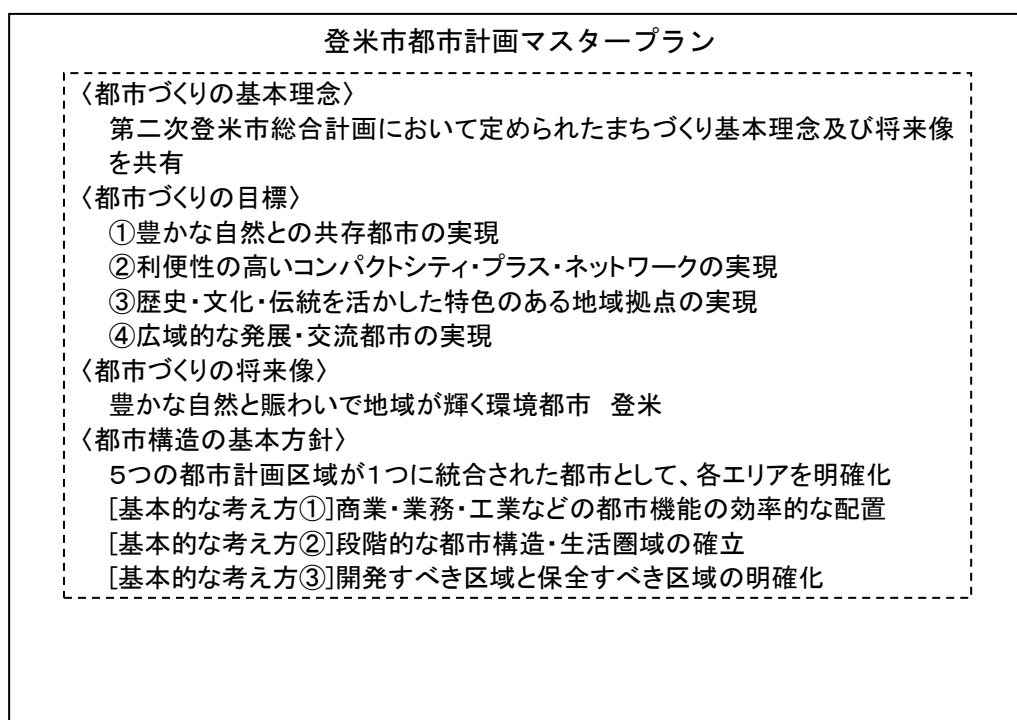 登米市都市計画マスタープラン
〈都市づくりの基本理念〉
第二次登米市総合計画において定められたまちづくり基本理念及び将来像
を共有
〈都市づくりの目標〉
①豊かな自然との共存都市の実現
②利便性の高いコンパクトシティ・プラス・ネットワークの実現
③歴史・文化・伝統を活かした特色のある地域拠点の実現
④広域的な発展・交流都市の実現
〈都市づくりの将来像〉
豊かな自然と賑わいで地域が輝く環境都市　登米
〈都市構造の基本方針〉
５つの都市計画区域が１つに統合された都市として、各エリアを明確化
[基本的な考え方①]商業・業務・工業などの都市機能の効率的な配置
[基本的な考え方②]段階的な都市構造・生活圏域の確立
[基本的な考え方③]開発すべき区域と保全すべき区域の明確化